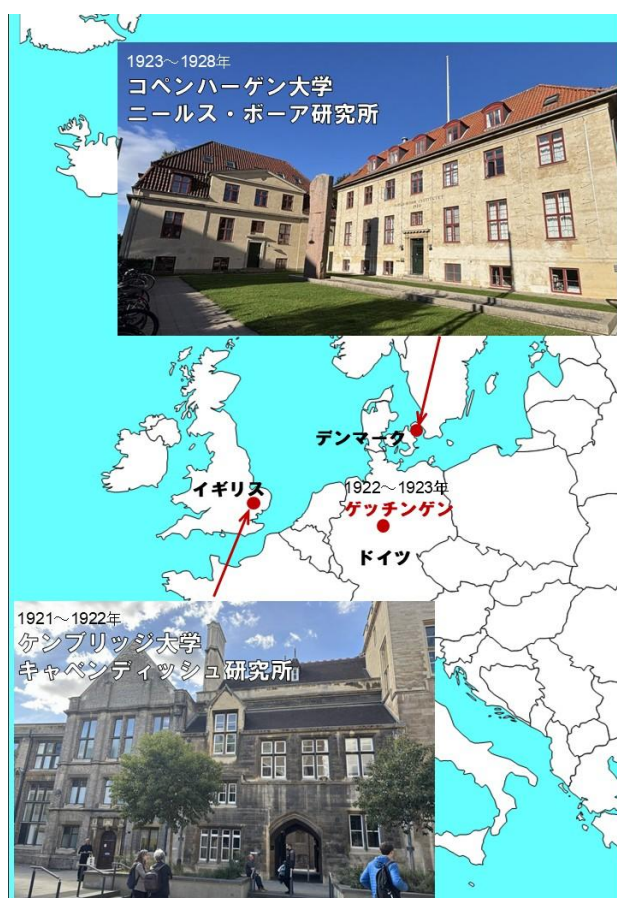 1923～1928年
コペンハーゲン大学
ニールス・ボーア研究所
デンマーク
イギリス
1922～1923年
ゲッチンゲン
ドイツ
1921～1922年
ケンブリッジ大学
キャベンディッシュ研究所